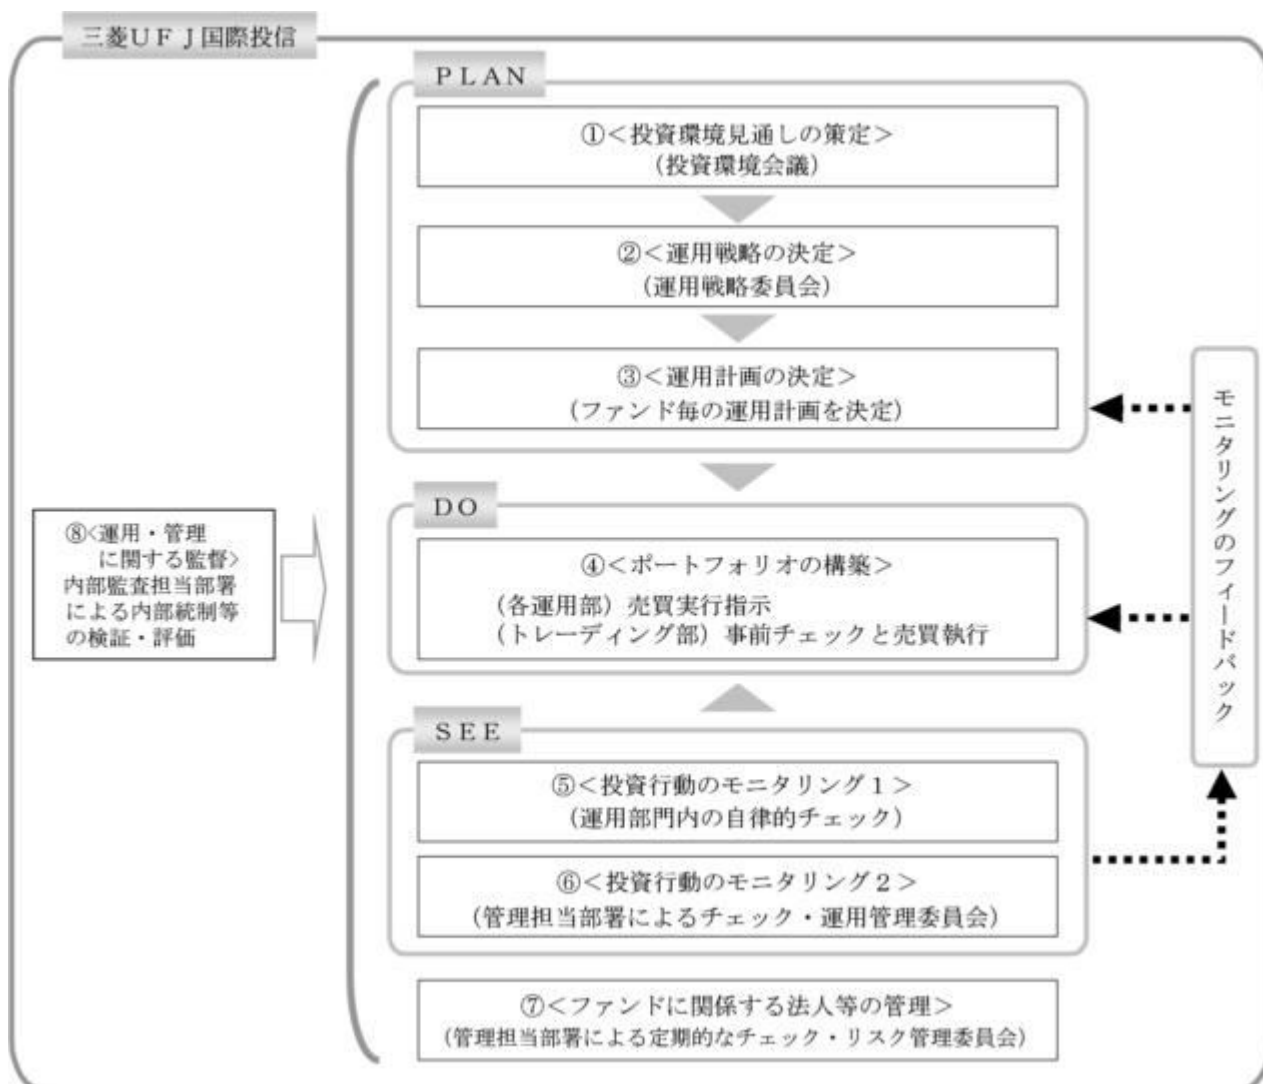 三菱UFJ国際投信
PLAN
①＜投資環境見通しの策定＞
（投資環境会議）
②＜運用戦略の決定＞
（運用戦略委員会）
③＜運用計画の決定＞
（ファンド毎の運用計画を決定）
DO
④＜ポートフォリオの構築＞
（各運用部）売買実行指示
（トレーディング部）事前チェックと売買執行
SEE
⑤＜投資行動のモニタリング１＞
（運用部門内の自律的チェック）
⑥＜投資行動のモニタリング２＞
（管理担当部署によるチェック・運用管理委員会）
⑦＜ファンドに関係する法人等の管理＞
（管理担当部署による定期的なチェック・リスク管理委員会）
⑧<運用・管理
に関する監督>
内部監査担当部署
による内部統制等
の検証・評価
モニタリングのフィードバック